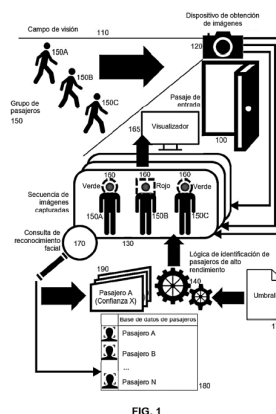 Dispositivo de obtención
de imágenes
Campo de visión
110
120
150A
150B
150C
Grupo de
pasajeros
150
Pasaje de
entrada
100
165
Visualizador
160
160
160
Verde
Rojo
Verde
Secuencia de
imágenes
capturadas
150A
150B
150C
130
Consulta de
reconocimiento
facial
170
Lógica de identificación de
pasajeros de alto
rendimiento
140
190
Pasajero A
(Confianza X)
Umbral
Base de datos de pasajeros
Pasajero A
Pasajero B
...
Pasajero N
180
FIG. 1